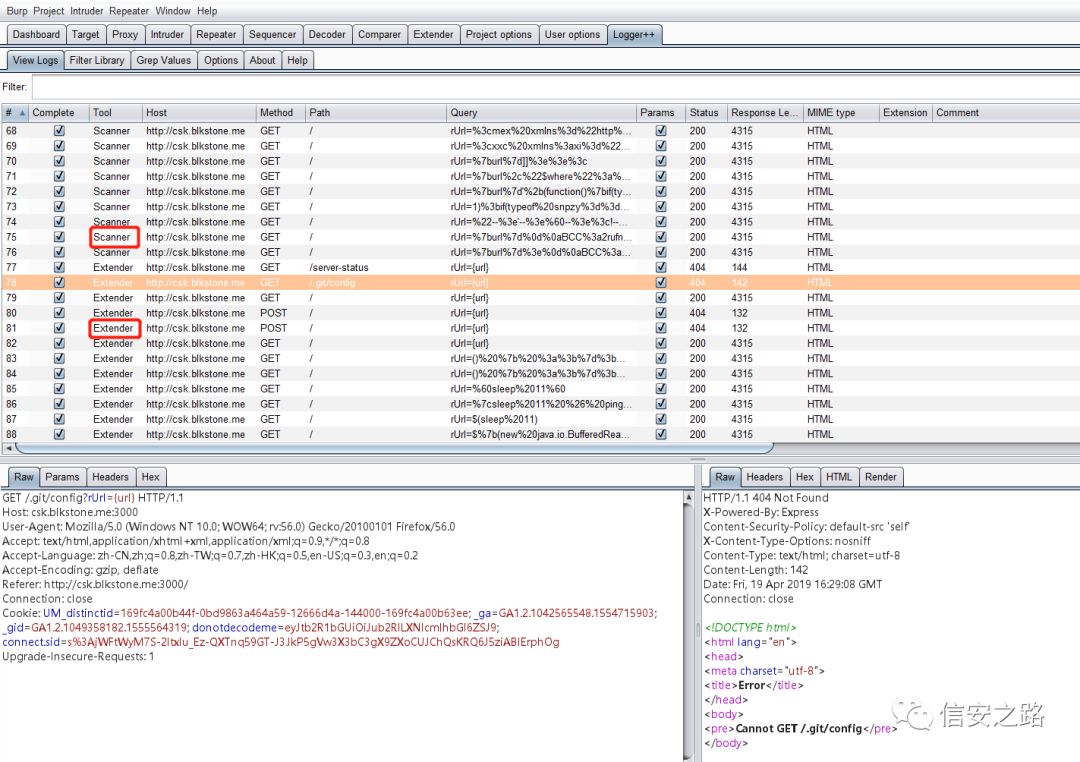 Burp Project Intruder Repeater Window Help
Dashboard Target Proxy Intruder Repeater Sequencer Decoder Comparer Extender Project options User options Logger++
View Logs Filter Library Grep Values Options About Help
Filter:
# Complete Tool Host Method Path Query Params Status Response Le... MIME type Extension Comment
68 Scanner http://csk.blkstone.me GET / rUrl=%3cmex%20xmlns%3d%22http%... 200 4315 HTML
69 Scanner http://csk.blkstone.me GET / rUrl=%3cxxc%20xmlns%3axi%3d%22... 200 4315 HTML
70 Scanner http://csk.blkstone.me GET / rUrl=%7burl%7d]]%3e%3e%3c 200 4315 HTML
71 Scanner http://csk.blkstone.me GET / rUrl=%7burl%2c%22$where%22%3a%... 200 4315 HTML
72 Scanner http://csk.blkstone.me GET / rUrl=%7burl%7d'%2b(function()%7bif(ty... 200 4315 HTML
73 Scanner http://csk.blkstone.me GET / rUrl=1)%3bif(typeof%20snpzy%3d%3d... 200 4315 HTML
74 Scanner http://csk.blkstone.me GET / rUrl=%22--%3e'--%3e%60--%3e%3c!--... 200 4315 HTML
75 Scanner http://csk.blkstone.me GET / rUrl=%7burl%7d%0d%0aBCC%3a2rufn... 200 4315 HTML
76 Scanner http://csk.blkstone.me GET / rUrl=%7burl%7d%3e%0d%0aBCC%3a... 200 4315 HTML
77 Extender http://csk.blkstone.me GET /server-status rUrl={url} 404 144 HTML
78 Extender http://csk.blkstone.me GET /.git/config rUrl={url} 404 142 HTML
79 Extender http://csk.blkstone.me GET / rUrl={url} 200 4315 HTML
80 Extender http://csk.blkstone.me POST / rUrl={url} 404 132 HTML
81 Extender http://csk.blkstone.me POST / rUrl={url} 404 132 HTML
82 Extender http://csk.blkstone.me GET / rUrl={url} 200 4315 HTML
83 Extender http://csk.blkstone.me GET / rUrl=()%20%7b%20%3a%3b%7d%3b... 200 4315 HTML
84 Extender http://csk.blkstone.me GET / rUrl=()%20%7b%20%3a%3b%7d%3b... 200 4315 HTML
85 Extender http://csk.blkstone.me GET / rUrl=%60sleep%2011%60 200 4315 HTML
86 Extender http://csk.blkstone.me GET / rUrl=%7csleep%2011%20%26%20ping... 200 4315 HTML
87 Extender http://csk.blkstone.me GET / rUrl=$(sleep%2011) 200 4315 HTML
88 Extender http://csk.blkstone.me GET / rUrl=$%7b(new%20java.io.BufferedRea... 200 4315 HTML
Raw Params Headers Hex
GET /.git/config?rUrl={url} HTTP/1.1
Host: csk.blkstone.me:3000
User-Agent: Mozilla/5.0 (Windows NT 10.0; WOW64; rv:56.0) Gecko/20100101 Firefox/56.0
Accept: text/html,application/xhtml+xml,application/xml;q=0.9,*/*;q=0.8
Accept-Language: zh-CN,zh;q=0.8,zh-TW;q=0.7,zh-HK;q=0.5,en-US;q=0.3,en;q=0.2
Accept-Encoding: gzip, deflate
Referer: http://csk.blkstone.me:3000/
Connection: close
Cookie: UM_distinctid=169fc4a00b44f-0bd9863a464a59-12666d4a-144000-169fc4a00b63ee; _ga=GA1.2.1042565548.1554715903;
_gid=GA1.2.1049358182.1555564319; donotdecodeme=eyJtb2R1bGUiOiJub2RlLXNlcmlhbGl6ZSJ9;
connect.sid=s%3AjWFtWyM7S-2Itxlu_Ez-QXTnq59GT-J3JkP5gVw3X3bC3gX9ZXoCUJChQsKRQ6J5ziABIErphOg
Upgrade-Insecure-Requests: 1
Raw Headers Hex HTML Render
HTTP/1.1 404 Not Found
X-Powered-By: Express
Content-Security-Policy: default-src 'self'
X-Content-Type-Options: nosniff
Content-Type: text/html; charset=utf-8
Content-Length: 142
Date: Fri, 19 Apr 2019 16:29:08 GMT
Connection: close
<!DOCTYPE html>
<html lang="en">
<head>
<meta charset="utf-8">
<title>Error</title>
</head>
<body>
<pre>Cannot GET /.git/config</pre>
</body>
信安之路